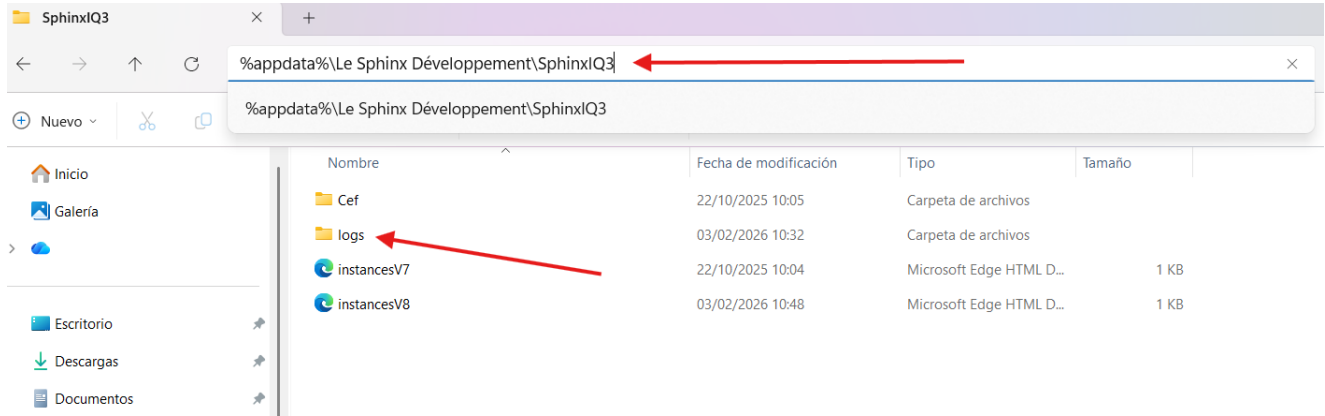 SphinxIQ3
%appdata%\Le Sphinx Développement\SphinxIQ3
%appdata%\Le Sphinx Développement\SphinxIQ3
Nuevo
Nombre Fecha de modificación Tipo Tamaño
Inicio
Cef 22/10/2025 10:05 Carpeta de archivos
Galería
logs 03/02/2026 10:32 Carpeta de archivos
instancesV7 22/10/2025 10:04 Microsoft Edge HTML D... 1 KB
instancesV8 03/02/2026 10:48 Microsoft Edge HTML D... 1 KB
Escritorio
Descargas
Documentos